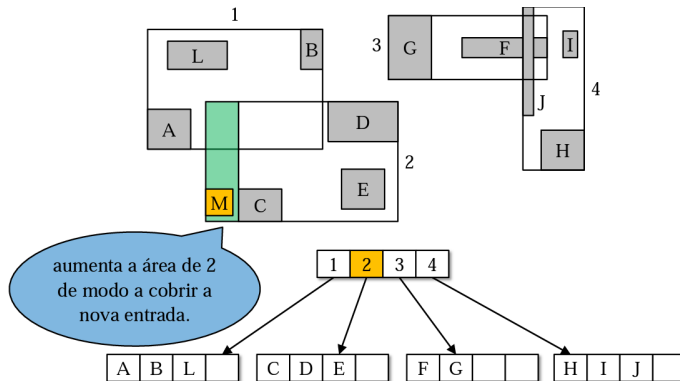 1
L
B
A
M
C
D
E
2
3
G
F
I
J
4
H
aumenta a área de 2
de modo a cobrir a
nova entrada.
1 2 3 4
A B L
C D E
F G
H I J